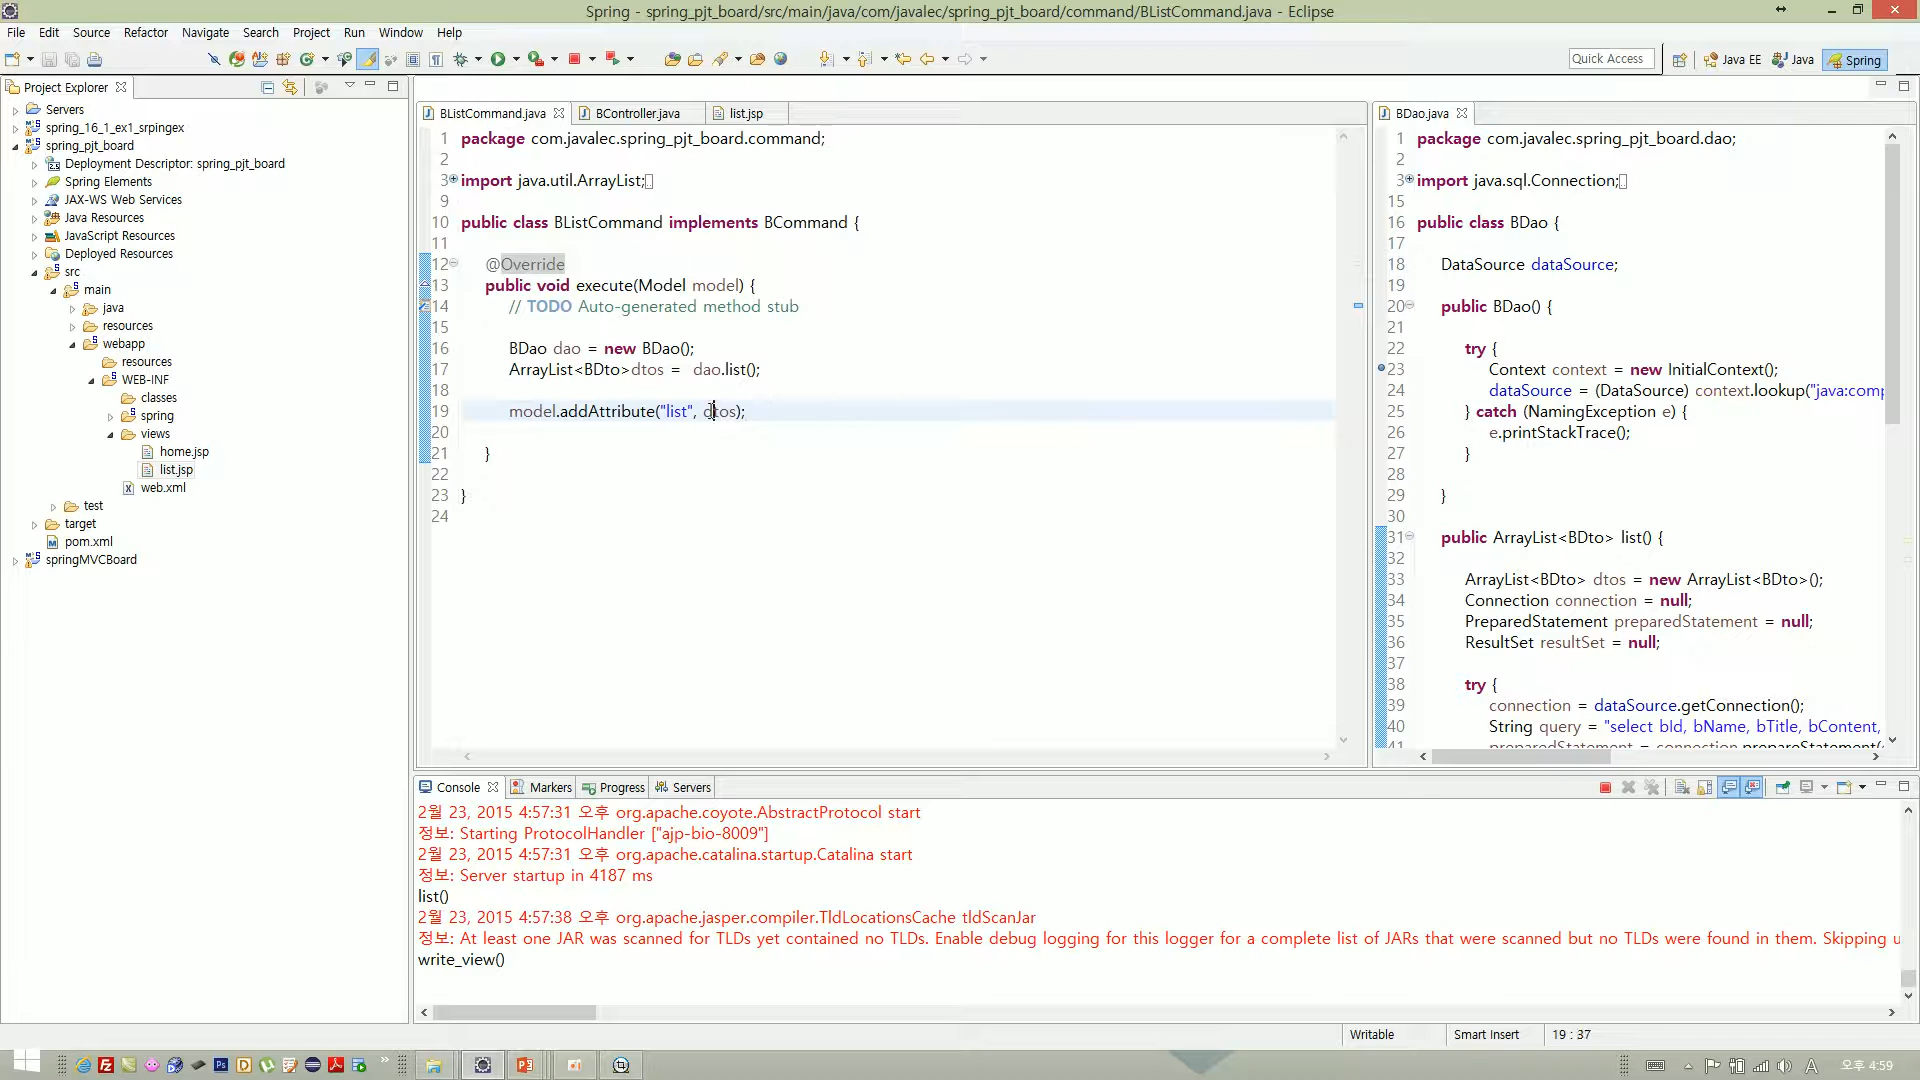 Spring - spring_pjt_board/src/main/java/com/javalec/spring_pjt_board/command/BListCommand.java - Eclipse
File Edit Source Refactor Navigate Search Project Run Window Help
Quick Access
Java EE
Java
Spring
Project Explorer
Servers
spring_16_1_ex1_srpingex
spring_pjt_board
Deployment Descriptor: spring_pjt_board
Spring Elements
JAX-WS Web Services
Java Resources
JavaScript Resources
Deployed Resources
src
main
java
resources
webapp
resources
WEB-INF
classes
spring
views
home.jsp
list.jsp
web.xml
test
target
pom.xml
springMVCBoard
BListCommand.java
BController.java
list.jsp
1 package com.javalec.spring_pjt_board.command;
2
3 import java.util.ArrayList;
9
10 public class BListCommand implements BCommand {
11
12 @Override
13 public void execute(Model model) {
14 // TODO Auto-generated method stub
15
16 BDao dao = new BDao();
17 ArrayList<BDto>dtos = dao.list();
18
19 model.addAttribute("list", dtos);
20
21 }
22
23 }
24
BDao.java
1 package com.javalec.spring_pjt_board.dao;
2
3 import java.sql.Connection;
15
16 public class BDao {
17
18 DataSource dataSource;
19
20 public BDao() {
21
22 try {
23 Context context = new InitialContext();
24 dataSource = (DataSource) context.lookup("java:comp
25 } catch (NamingException e) {
26 e.printStackTrace();
27 }
28
29 }
30
31 public ArrayList<BDto> list() {
32
33 ArrayList<BDto> dtos = new ArrayList<BDto>();
34 Connection connection = null;
35 PreparedStatement preparedStatement = null;
36 ResultSet resultSet = null;
37
38 try {
39 connection = dataSource.getConnection();
40 String query = "select bId, bName, bTitle, bContent,
41 preparedStatement = connection.prepareStatement(
Console Markers Progress Servers
2월 23, 2015 4:57:31 오후 org.apache.coyote.AbstractProtocol start
정보: Starting ProtocolHandler ["ajp-bio-8009"]
2월 23, 2015 4:57:31 오후 org.apache.catalina.startup.Catalina start
정보: Server startup in 4187 ms
list()
2월 23, 2015 4:57:38 오후 org.apache.jasper.compiler.TldLocationsCache tldScanJar
정보: At least one JAR was scanned for TLDs yet contained no TLDs. Enable debug logging for this logger for a complete list of JARs that were scanned but no TLDs were found in them. Skipping u
write_view()
Writable
Smart Insert
19 : 37
A
오후 4:59